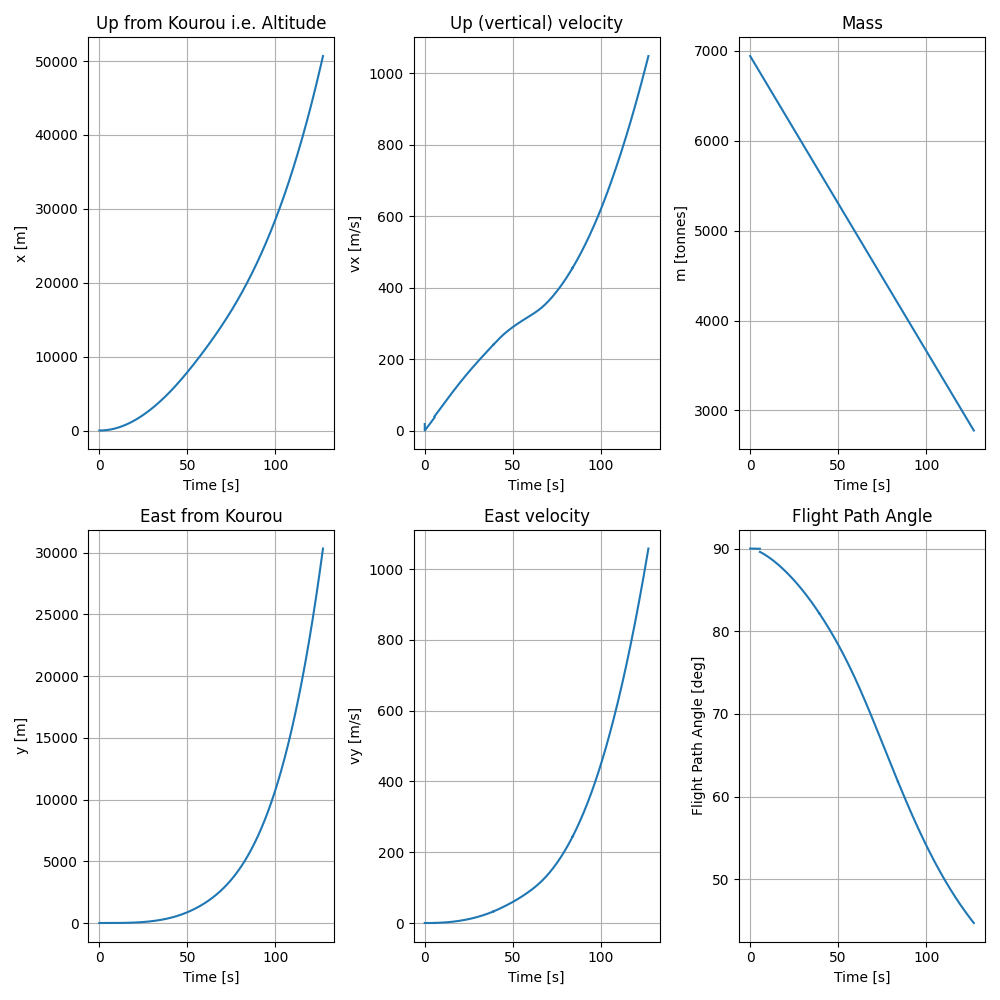 Up from Kourou i.e. Altitude
x [m]
50000
40000
30000
20000
10000
0
0 50 100
Time [s]
Up (vertical) velocity
vx [m/s]
1000
800
600
400
200
0
0 50 100
Time [s]
Mass
m [tonnes]
7000
6000
5000
4000
3000
0 50 100
Time [s]
East from Kourou
y [m]
30000
25000
20000
15000
10000
5000
0
0 50 100
Time [s]
East velocity
vy [m/s]
1000
800
600
400
200
0
0 50 100
Time [s]
Flight Path Angle
Flight Path Angle [deg]
90
80
70
60
50
0 50 100
Time [s]